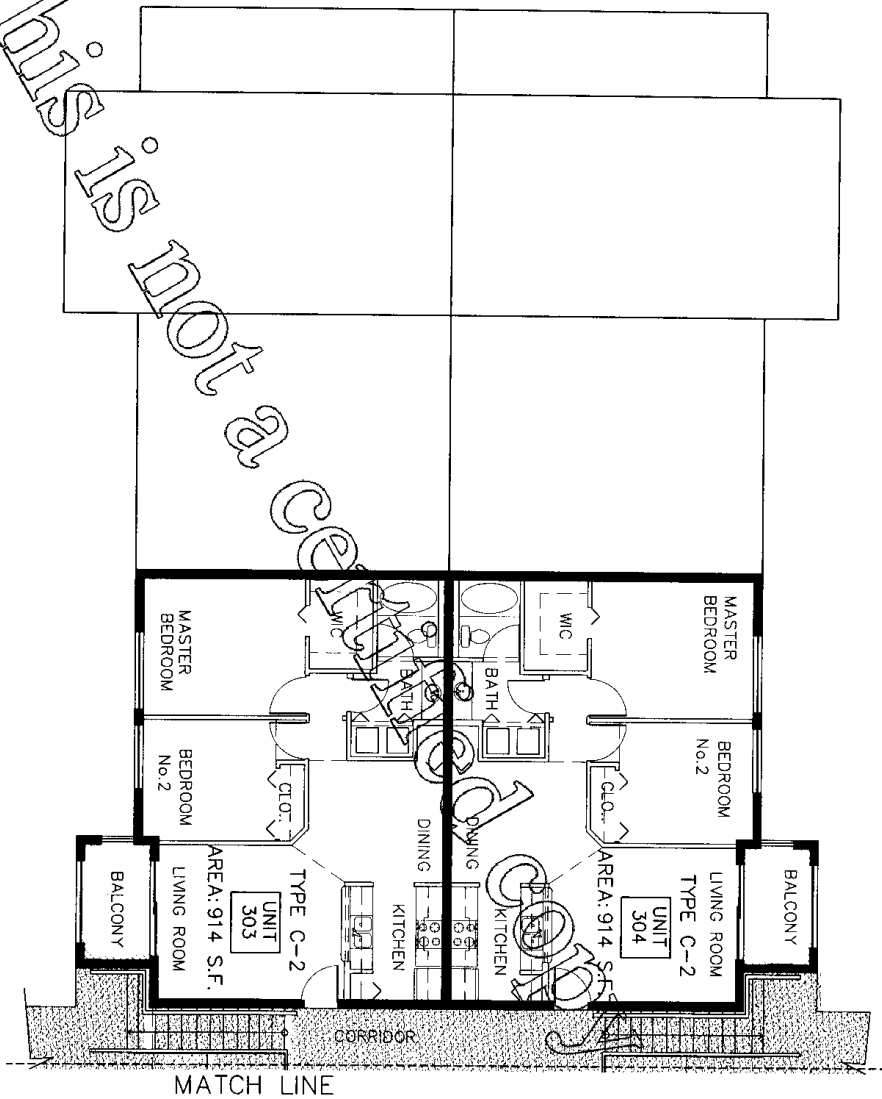 This is not a certified copy
MASTER
BEDROOM
WIC
BATH
BEDROOM
No.2
CLO.
DINING
KITCHEN
LIVING ROOM
BALCONY
TYPE C-2
AREA: 914 S.F.
UNIT
303
MASTER
BEDROOM
WIC
BATH
BEDROOM
No.2
CLO.
DINING
KITCHEN
LIVING ROOM
BALCONY
TYPE C-2
AREA: 914 S.F.
UNIT
304
CORRIDOR
MATCH LINE